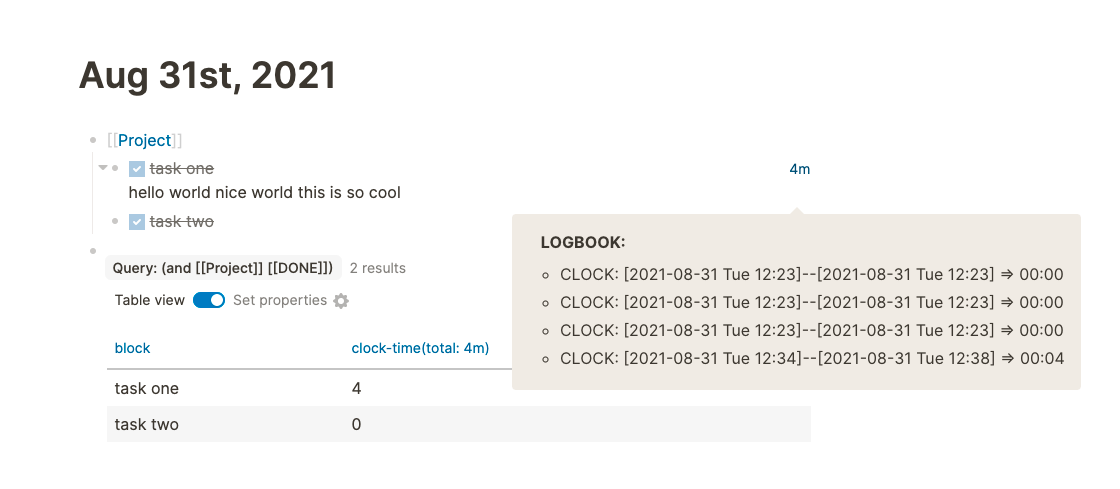 Aug 31st, 2021
[[Project]]
task one
4m
hello world nice world this is so cool
task two
LOGBOOK:
CLOCK: [2021-08-31 Tue 12:23]--[2021-08-31 Tue 12:23] => 00:00
CLOCK: [2021-08-31 Tue 12:23]--[2021-08-31 Tue 12:23] => 00:00
CLOCK: [2021-08-31 Tue 12:23]--[2021-08-31 Tue 12:23] => 00:00
CLOCK: [2021-08-31 Tue 12:34]--[2021-08-31 Tue 12:38] => 00:04
Query: (and [[Project]] [[DONE]]) 2 results
Table view Set properties
block clock-time(total: 4m)
task one 4
task two 0